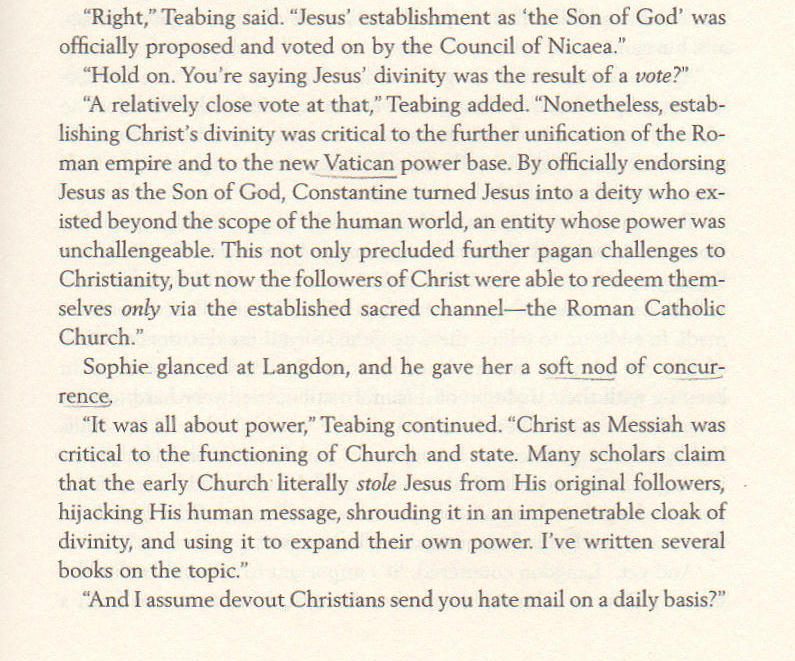 “Right,” Teabing said. “Jesus’ establishment as ‘the Son of God’ was
officially proposed and voted on by the Council of Nicaea.”
“Hold on. You’re saying Jesus’ divinity was the result of a vote?”
“A relatively close vote at that,” Teabing added. “Nonetheless, estab-
lishing Christ’s divinity was critical to the further unification of the Ro-
man empire and to the new Vatican power base. By officially endorsing
Jesus as the Son of God, Constantine turned Jesus into a deity who ex-
isted beyond the scope of the human world, an entity whose power was
unchallengeable. This not only precluded further pagan challenges to
Christianity, but now the followers of Christ were able to redeem them-
selves only via the established sacred channel—the Roman Catholic
Church.”
Sophie glanced at Langdon, and he gave her a soft nod of concur-
rence.
“It was all about power,” Teabing continued. “Christ as Messiah was
critical to the functioning of Church and state. Many scholars claim
that the early Church literally stole Jesus from His original followers,
hijacking His human message, shrouding it in an impenetrable cloak of
divinity, and using it to expand their own power. I’ve written several
books on the topic.”
“And I assume devout Christians send you hate mail on a daily basis?”